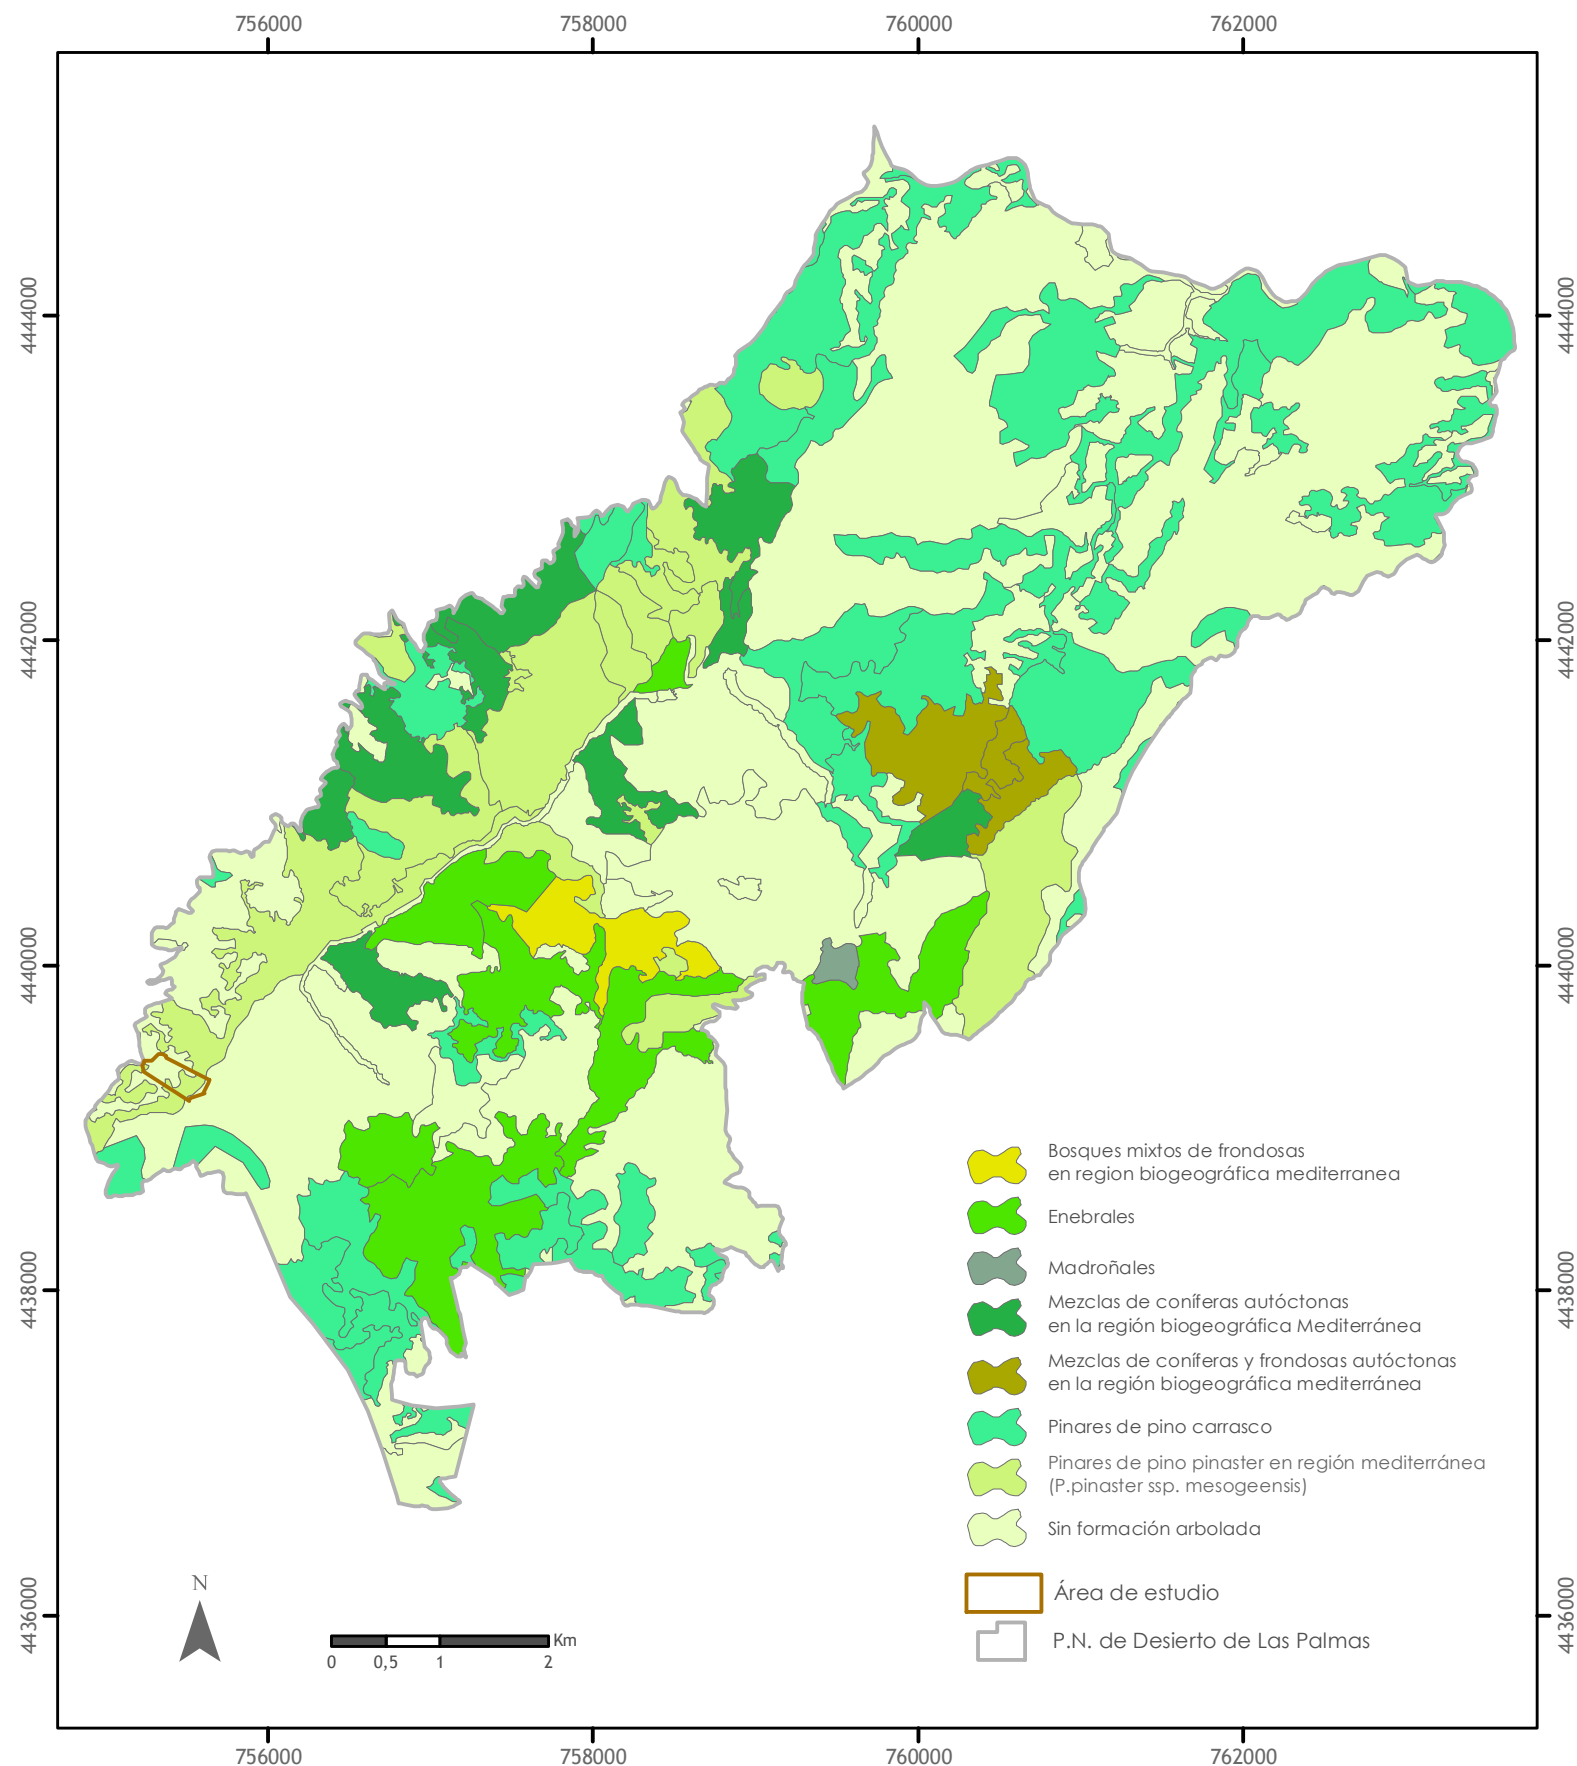 756000 758000 760000 762000
4444000 4444000
4442000 4442000
4440000 4440000
4438000 4438000
4436000 4436000
Bosques mixtos de frondosas
en region biogeográfica mediterranea
Enebrales
Madroñales
Mezclas de coníferas autóctonas
en la región biogeográfica Mediterránea
Mezclas de coníferas y frondosas autóctonas
en la región biogeográfica mediterránea
Pinares de pino carrasco
Pinares de pino pinaster en región mediterránea
(P.pinaster ssp. mesogeensis)
Sin formación arbolada
Área de estudio
P.N. de Desierto de Las Palmas
N
Km
0 0,5 1 2
756000 758000 760000 762000